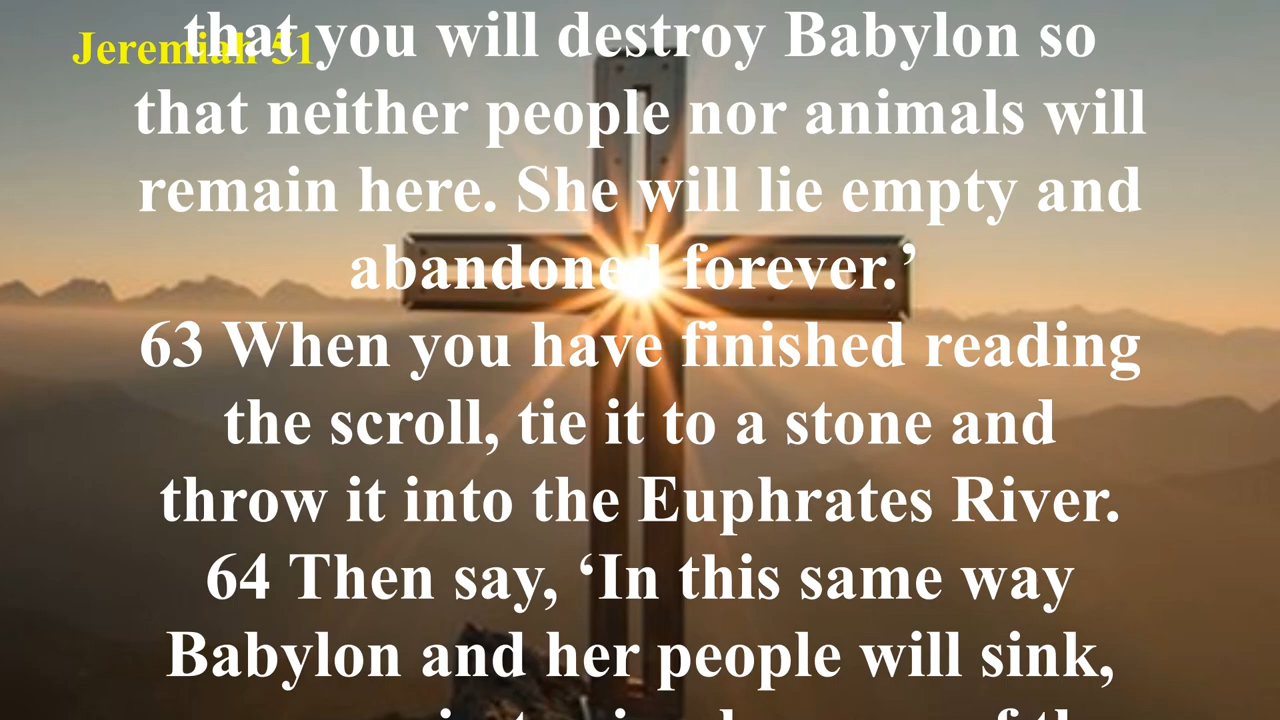 Jeremiah 51
that you will destroy Babylon so
that neither people nor animals will
remain here. She will lie empty and
abandoned forever.’
63 When you have finished reading
the scroll, tie it to a stone and
throw it into the Euphrates River.
64 Then say, ‘In this same way
Babylon and her people will sink,